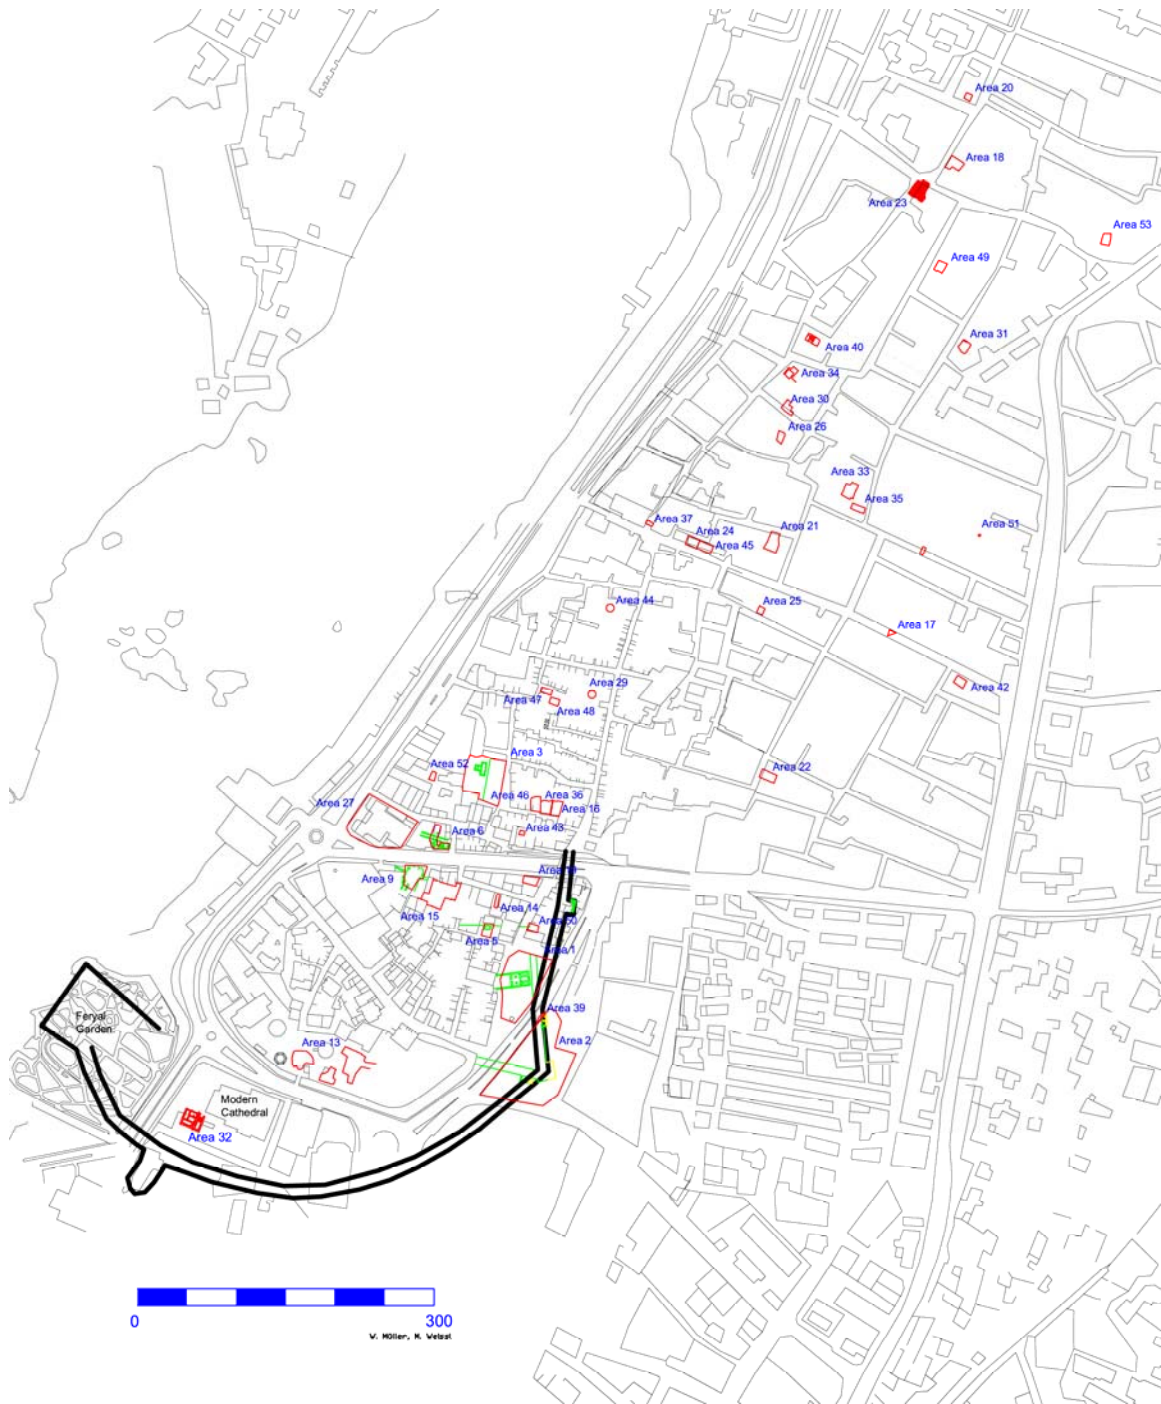 Area 20
Area 18
Area 23
Area 53
Area 49
Area 31
Area 40
Area 34
Area 30
Area 26
Area 33
Area 35
Area 37
Area 24
Area 21
Area 51
Area 45
Area 44
Area 25
Area 17
Area 29
Area 42
Area 47
Area 48
Area 3
Area 52
Area 22
Area 46
Area 36
Area 27
Area 16
Area 6
Area 43
Area 9
Area
Area 15
Area 14
Area 50
Area 5
Area 1
Area 39
Feryal
Garden
Area 13
Area 2
Modern
Cathedral
Area 32
0
300
W. Müller, M. Weissl